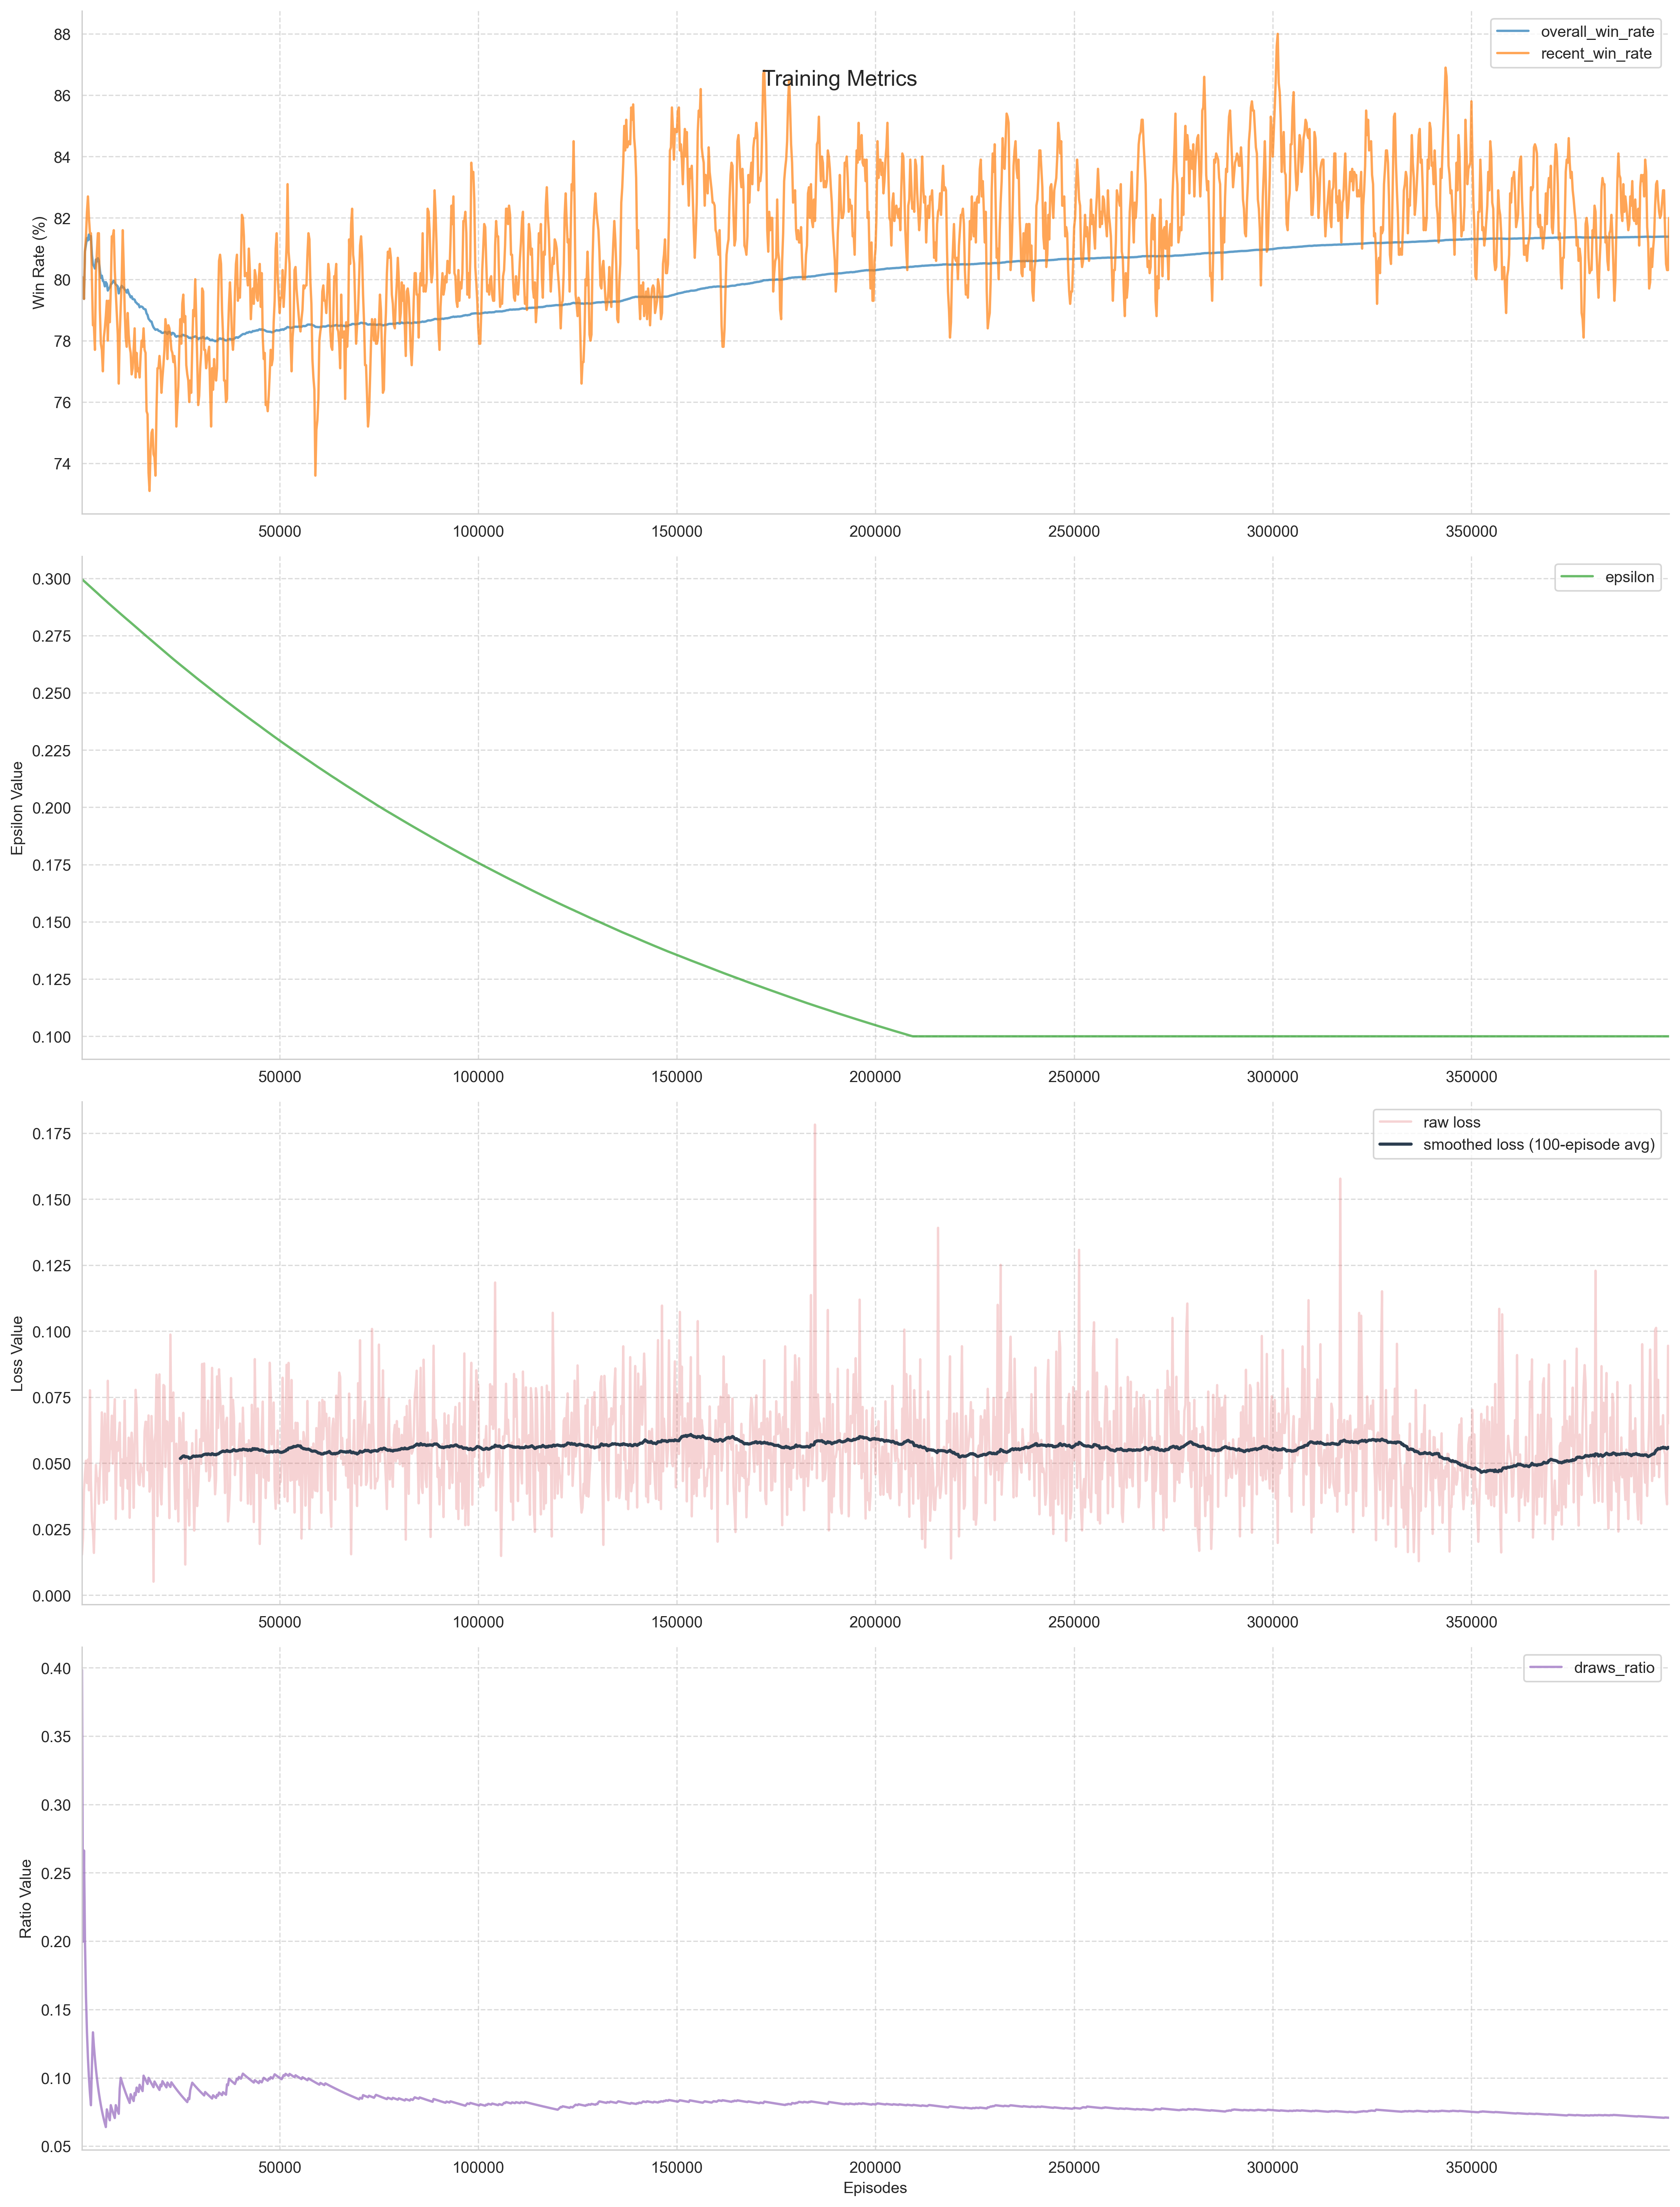 Training Metrics
overall_win_rate
recent_win_rate
Win Rate (%)
88
86
84
82
80
78
76
74
50000 100000 150000 200000 250000 300000 350000
epsilon
Epsilon Value
0.300
0.275
0.250
0.225
0.200
0.175
0.150
0.125
0.100
50000 100000 150000 200000 250000 300000 350000
raw loss
smoothed loss (100-episode avg)
Loss Value
0.175
0.150
0.125
0.100
0.075
0.050
0.025
0.000
50000 100000 150000 200000 250000 300000 350000
draws_ratio
Ratio Value
0.40
0.35
0.30
0.25
0.20
0.15
0.10
0.05
50000 100000 150000 200000 250000 300000 350000
Episodes